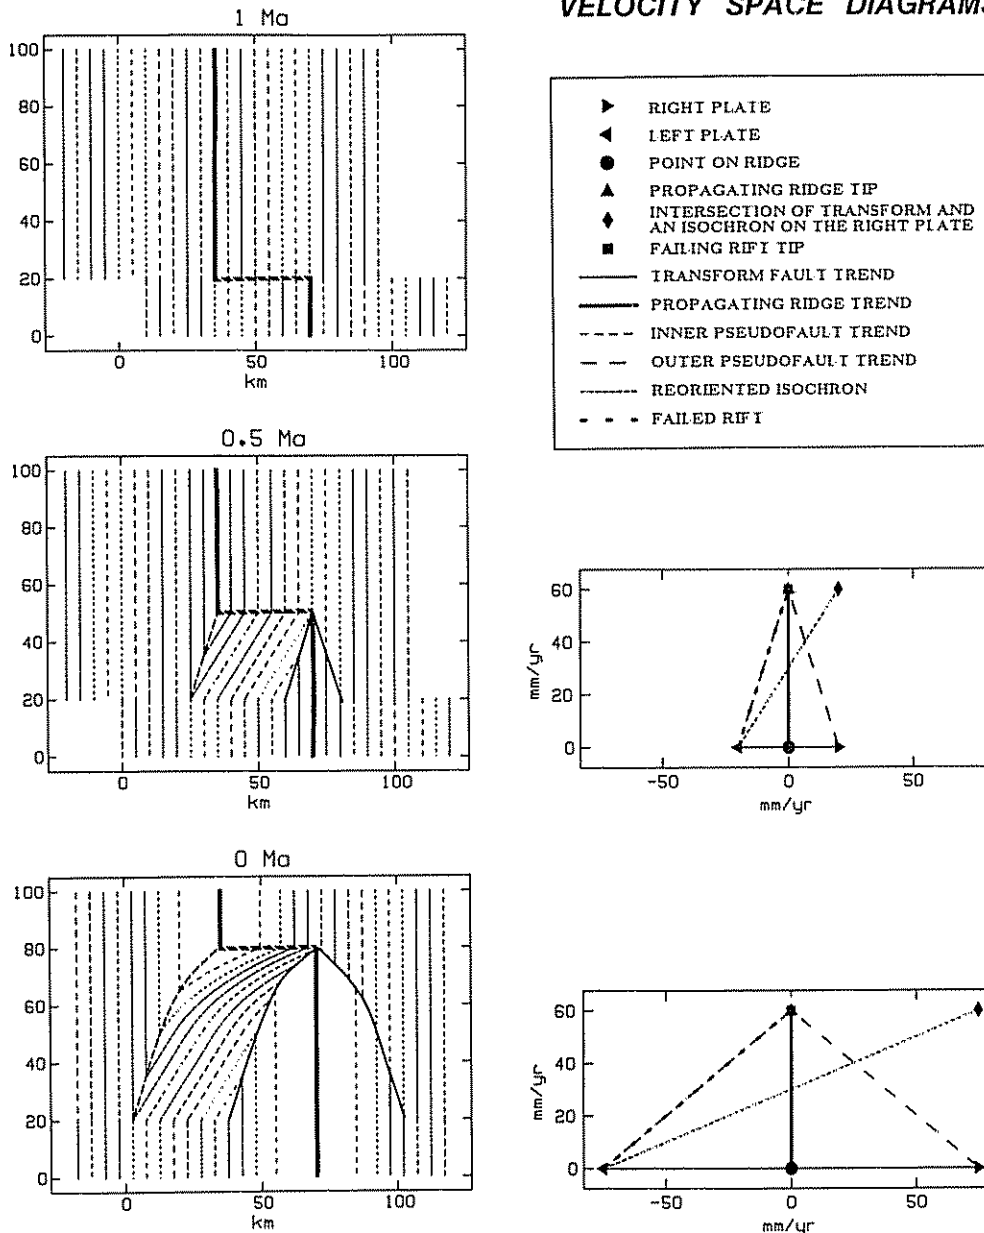 VELOCITY SPACE DIAGRAMS
1 Ma
100
80
60
40
20
0
0 50 100
km
RIGHT PLATE
LEFT PLATE
POINT ON RIDGE
PROPAGATING RIDGE TIP
INTERSECTION OF TRANSFORM AND
AN ISOCHRON ON THE RIGHT PLATE
FAILING RIFT TIP
TRANSFORM FAULT TREND
PROPAGATING RIDGE TREND
INNER PSEUDOFAULT TREND
OUTER PSEUDOFAULT TREND
REORIENTED ISOCHRON
FAILED RIFT
0.5 Ma
100
80
60
40
20
0
0 50 100
km
60
40
20
0
mm/yr
-50 0 50
mm/yr
0 Ma
100
80
60
40
20
0
0 50 100
km
60
40
20
0
mm/yr
-50 0 50
mm/yr